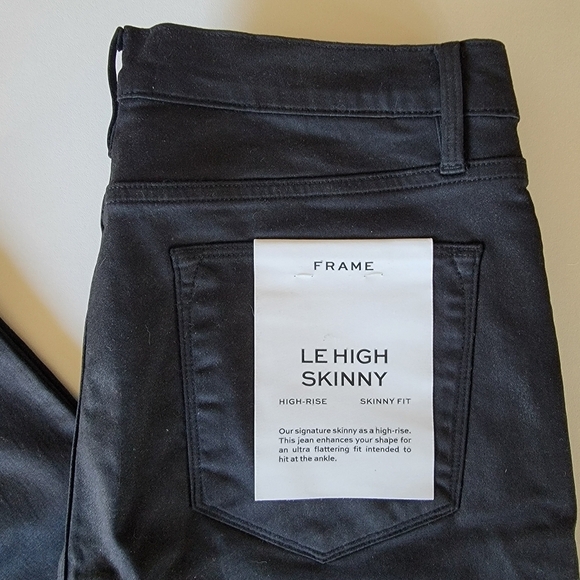 FRAME
LE HIGH
SKINNY
HIGH-RISE SKINNY FIT
Our signature skinny as a high-rise.
This jean enhances your shape for
an ultra flattering fit intended to
hit at the ankle.